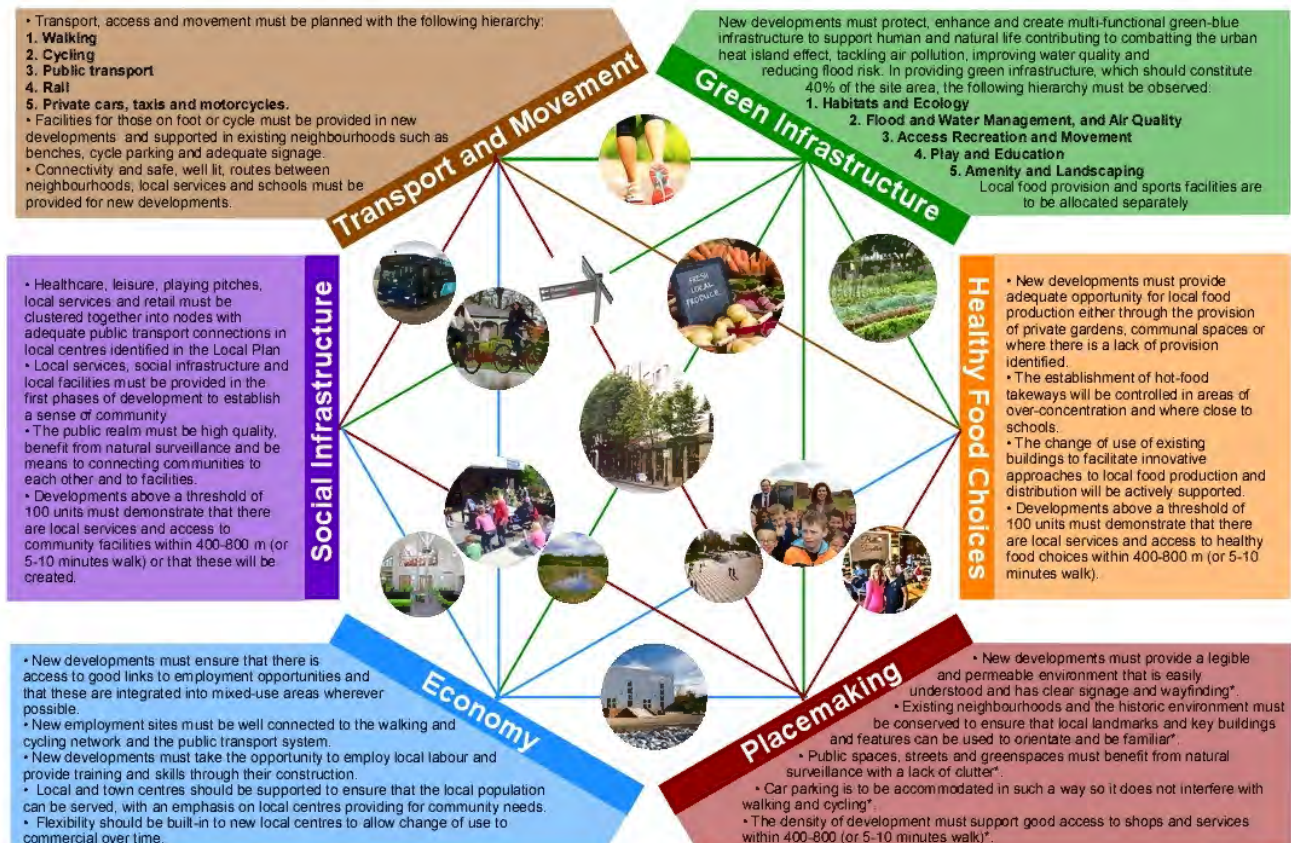 • Transport, access and movement must be planned with the following hierarchy:
1. Walking
2. Cycling
3. Public transport
4. Rail
5. Private cars, taxis and motorcycles.
• Facilities for those on foot or cycle must be provided in new
developments and supported in existing neighbourhoods such as
benches, cycle parking and adequate signage.
• Connectivity and safe, well lit, routes between
neighbourhoods, local services and schools must be
provided for new developments.
Transport and Movement
New developments must protect, enhance and create multi-functional green-blue
infrastructure to support human and natural life contributing to combatting the urban
heat island effect, tackling air pollution, improving water quality and
reducing flood risk. In providing green infrastructure, which should constitute
40% of the site area, the following hierarchy must be observed:
1. Habitats and Ecology
2. Flood and Water Management, and Air Quality
3. Access Recreation and Movement
4. Play and Education
5. Amenity and Landscaping
Local food provision and sports facilities are
to be allocated separately
Green Infrastructure
• Healthcare, leisure, playing pitches,
local services and retail must be
clustered together into nodes with
adequate public transport connections in
local centres identified in the Local Plan
• Local services, social infrastructure and
local facilities must be provided in the
first phases of development to establish
a sense of community
• The public realm must be high quality,
benefit from natural surveillance and be
means to connecting communities to
each other and to facilities.
• Developments above a threshold of
100 units must demonstrate that there
are local services and access to
community facilities within 400-800 m (or
5-10 minutes walk) or that these will be
created.
Social Infrastructure
FRESH
LOCAL
PRODUCE
Healthy Food Choices
• New developments must provide
adequate opportunity for local food
production either through the provision
of private gardens, communal spaces or
where there is a lack of provision
identified.
• The establishment of hot-food
takeways will be controlled in areas of
over-concentration and where close to
schools.
• The change of use of existing
buildings to facilitate innovative
approaches to local food production and
distribution will be actively supported.
• Developments above a threshold of
100 units must demonstrate that there
are local services and access to healthy
food choices within 400-800 m (or 5-10
minutes walk).
Economy
• New developments must ensure that there is
access to good links to employment opportunities and
that these are integrated into mixed-use areas wherever
possible.
• New employment sites must be well connected to the walking and
cycling network and the public transport system.
• New developments must take the opportunity to employ local labour and
provide training and skills through their construction.
• Local and town centres should be supported to ensure that the local population
can be served, with an emphasis on local centres providing for community needs.
• Flexibility should be built-in to new local centres to allow change of use to
commercial over time.
Placemaking
• New developments must provide a legible
and permeable environment that is easily
understood and has clear signage and wayfinding*.
• Existing neighbourhoods and the historic environment must
be conserved to ensure that local landmarks and key buildings
and features can be used to orientate and be familiar*.
• Public spaces, streets and greenspaces must benefit from natural
surveillance with a lack of clutter*.
• Car parking is to be accommodated in such a way so it does not interfere with
walking and cycling*.
• The density of development must support good access to shops and services
within 400-800 (or 5-10 minutes walk)*.